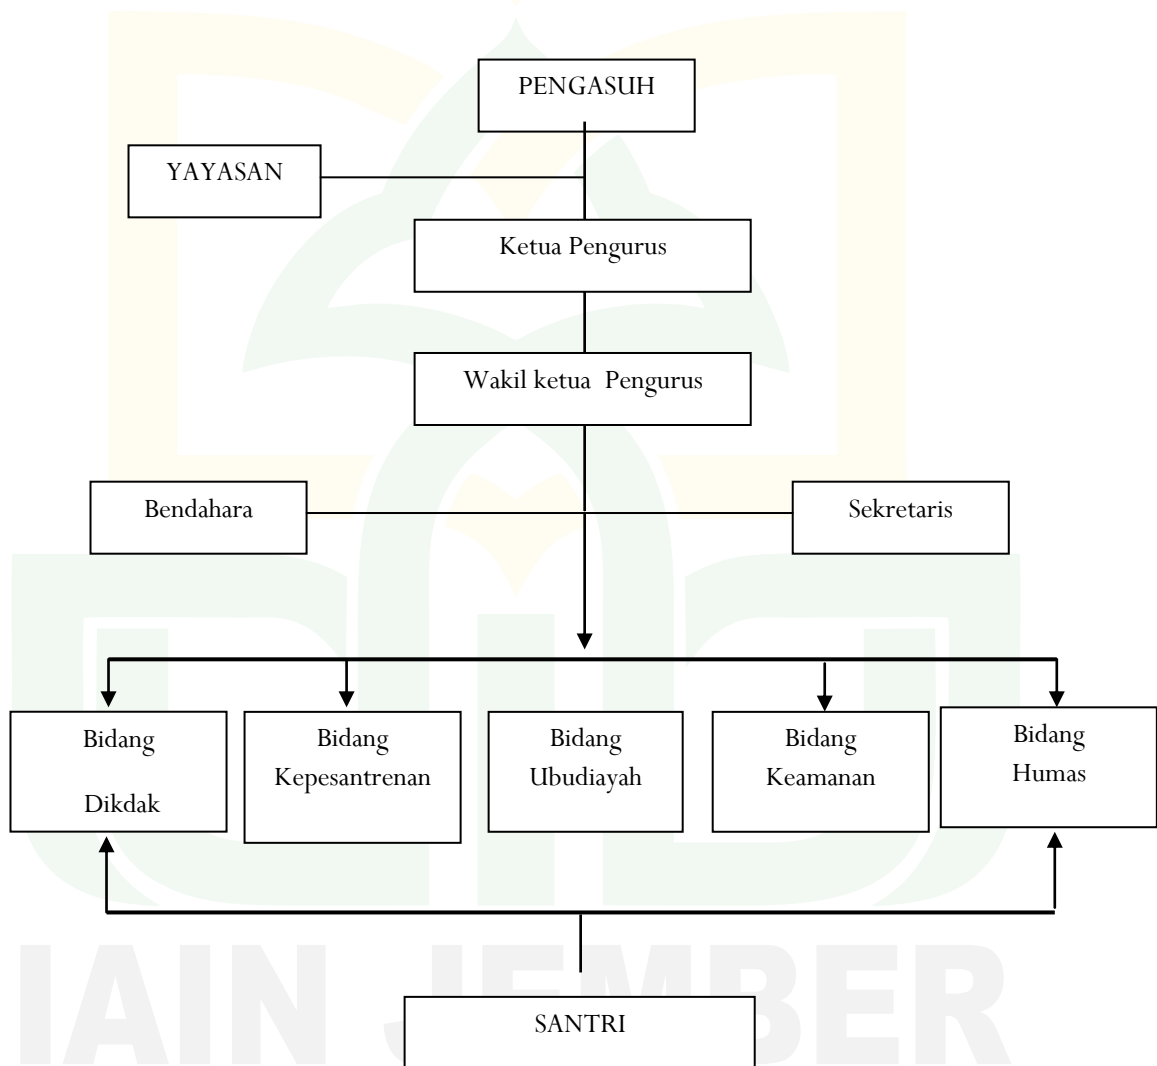 PENGASUH
YAYASAN
Ketua Pengurus
Wakil ketua  Pengurus
Bendahara
Sekretaris
Bidang
Dikdak
Bidang
Kepesantrenan
Bidang
Ubudiayah
Bidang
Keamanan
Bidang
Humas
SANTRI
IAIN JEMBER